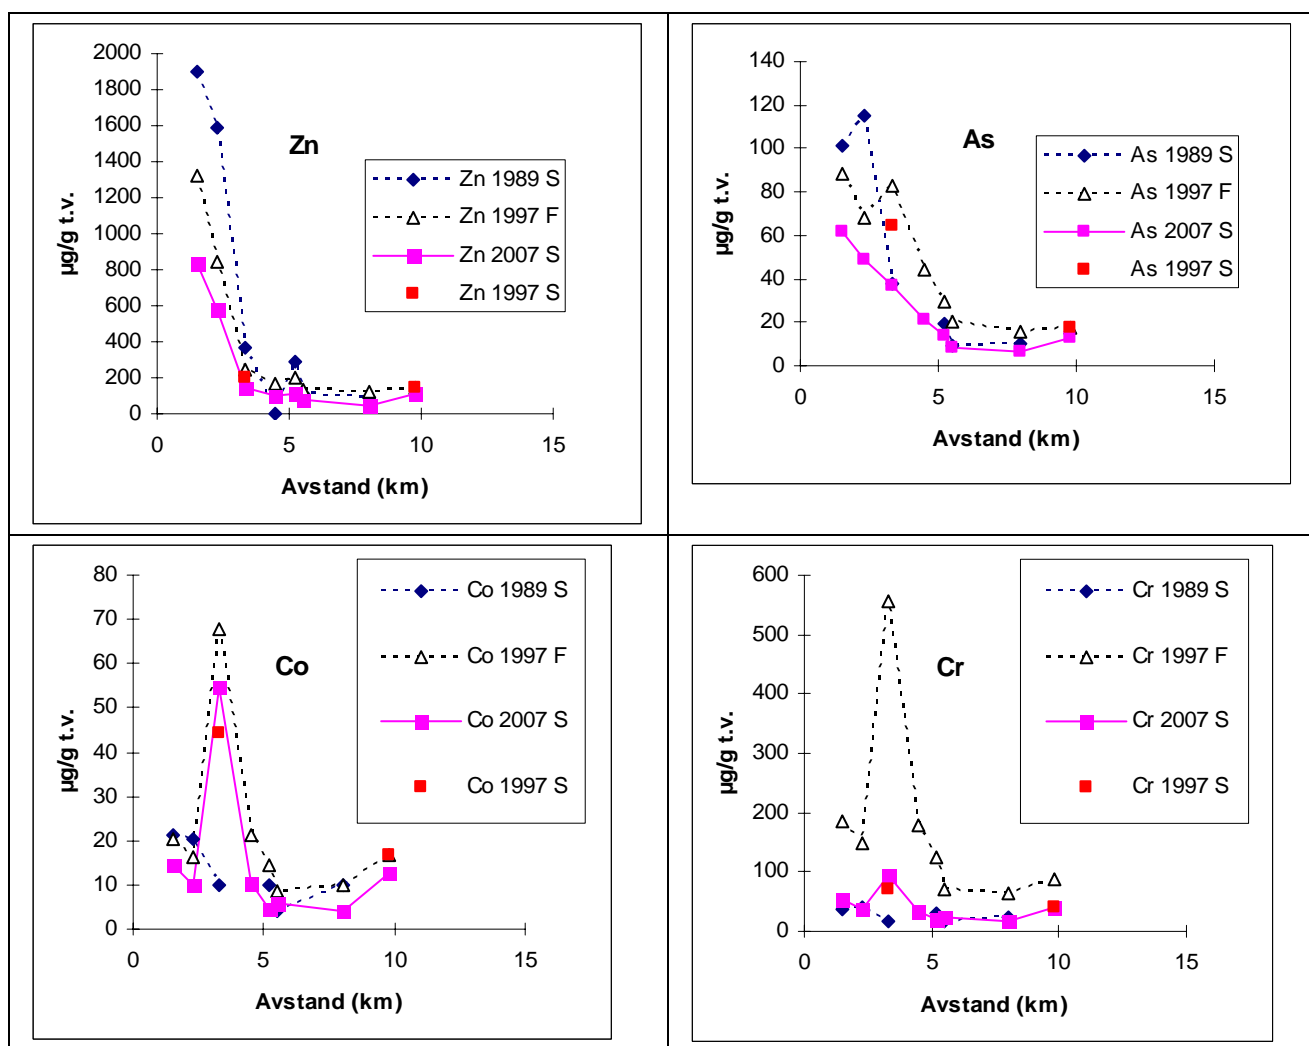 2000
1800
1600
1400
1200
1000
800
600
400
200
0
µg/g t.v.
Zn
Zn 1989 S
Zn 1997 F
Zn 2007 S
Zn 1997 S
0 5 10 15
Avstand (km)
140
120
100
80
60
40
20
0
µg/g t.v.
As
As 1989 S
As 1997 F
As 2007 S
As 1997 S
0 5 10 15
Avstand (km)
80
70
60
50
40
30
20
10
0
µg/g t.v.
Co
Co 1989 S
Co 1997 F
Co 2007 S
Co 1997 S
0 5 10 15
Avstand (km)
600
500
400
300
200
100
0
µg/g t.v.
Cr
Cr 1989 S
Cr 1997 F
Cr 2007 S
Cr 1997 S
0 5 10 15
Avstand (km)